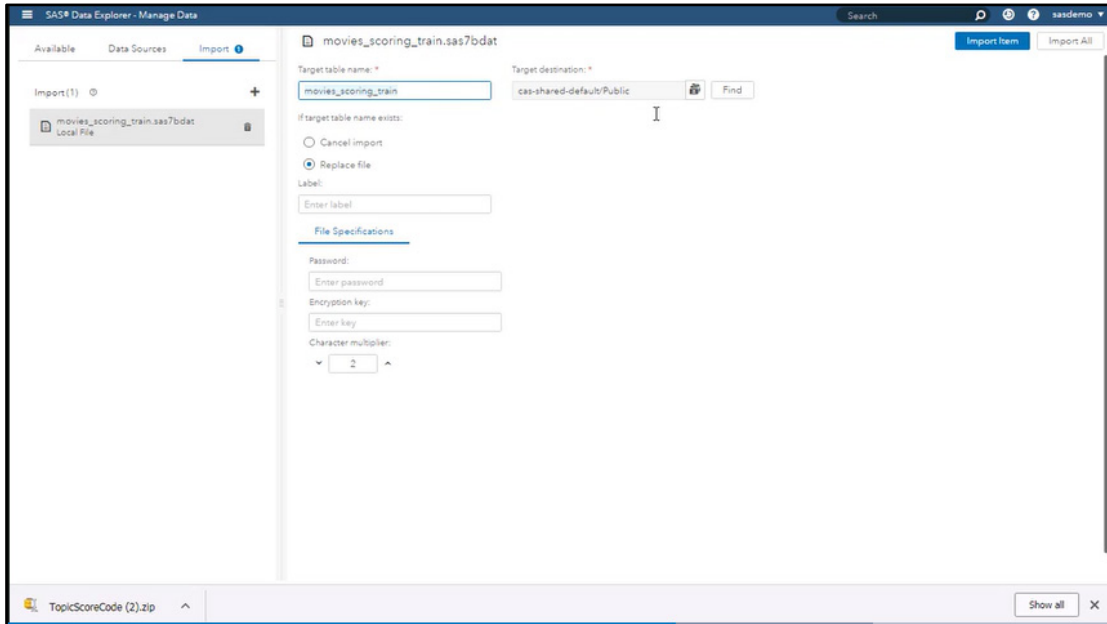 SAS® Data Explorer - Manage Data
Search
sasdemo
Available Data Sources Import 1
movies_scoring_train.sas7bdat
Import Item Import All
Import (1)
movies_scoring_train.sas7bdat
Local File
Target table name: * Target destination: *
movies_scoring_train cas-shared-default/Public Find
If target table name exists:
Cancel import
Replace file
Label:
Enter label
File Specifications
Password:
Enter password
Encryption key:
Enter key
Character multiplier:
2
TopicScoreCode (2).zip
Show all